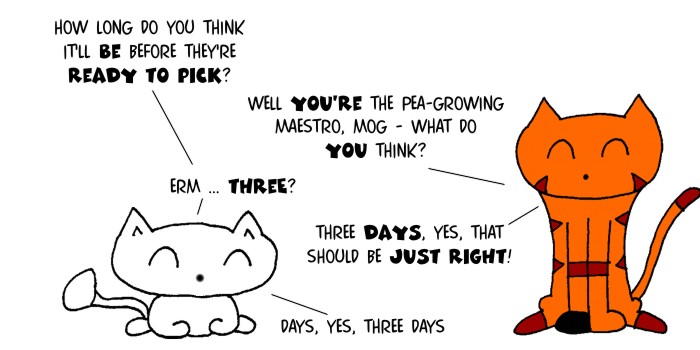 HOW LONG DO YOU THINK
IT'LL BE BEFORE THEY'RE
READY TO PICK?
WELL YOU'RE THE PEA-GROWING
MAESTRO, MOG - WHAT DO
YOU THINK?
ERM ... THREE?
THREE DAYS, YES, THAT
SHOULD BE JUST RIGHT!
DAYS, YES, THREE DAYS